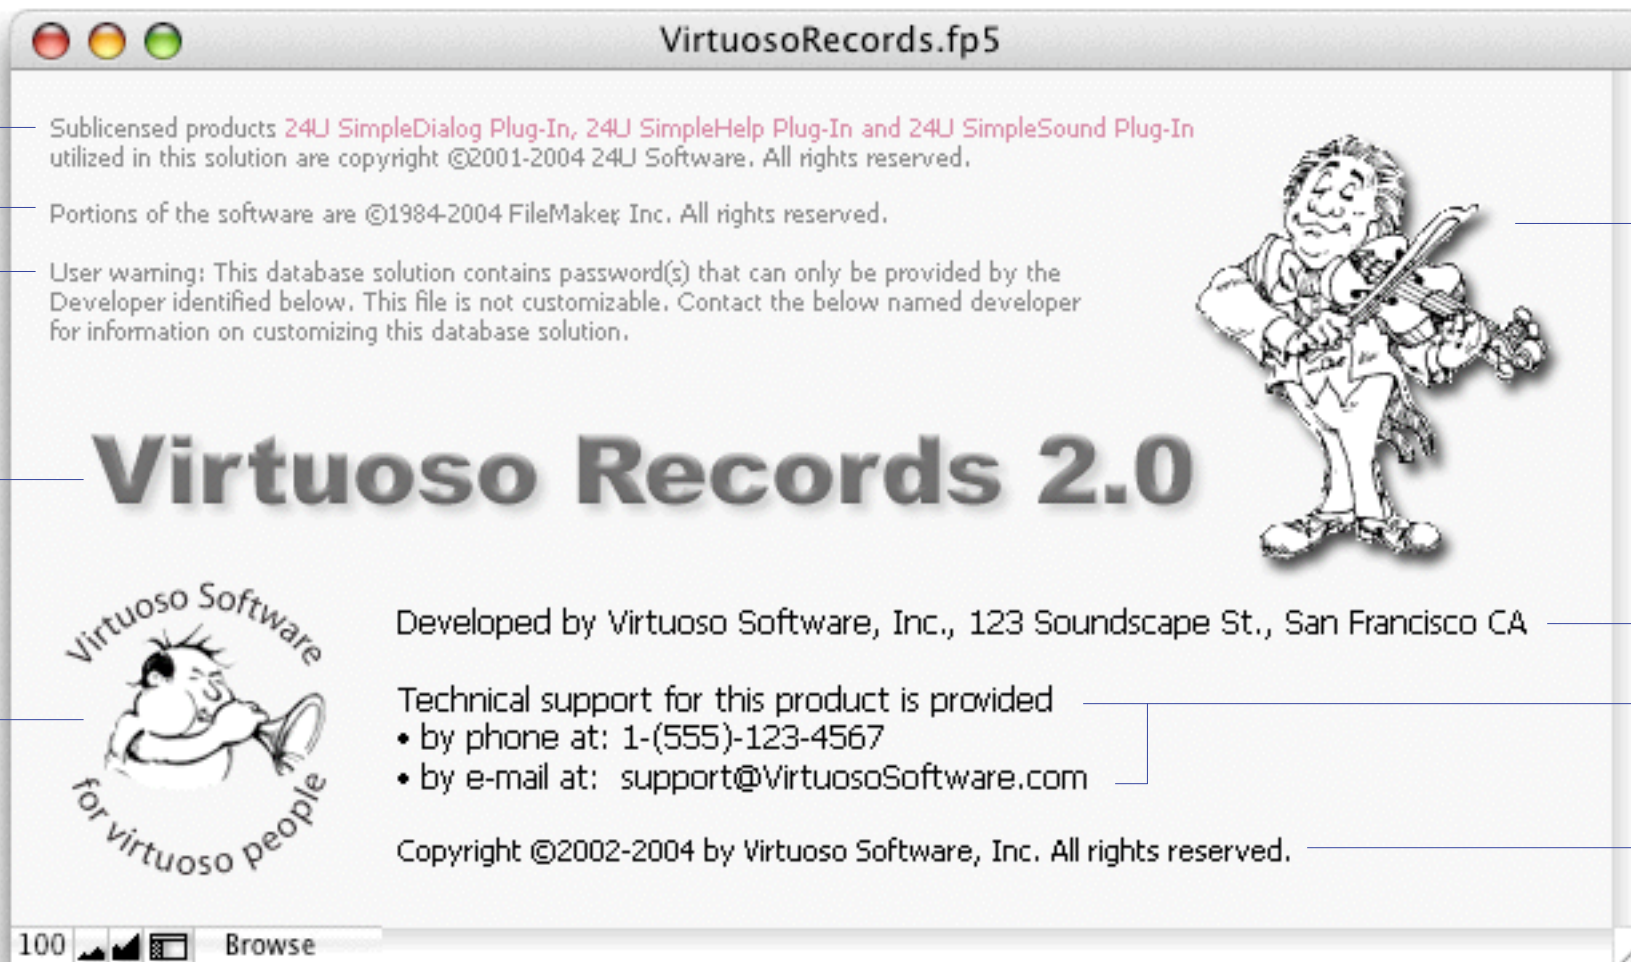 VirtuosoRecords.fp5
Sublicensed products 24U SimpleDialog Plug-In, 24U SimpleHelp Plug-In and 24U SimpleSound Plug-In
utilized in this solution are copyright ©2001-2004 24U Software. All rights reserved.
Portions of the software are ©1984-2004 FileMaker, Inc. All rights reserved.
User warning: This database solution contains password(s) that can only be provided by the
Developer identified below. This file is not customizable. Contact the below named developer
for information on customizing this database solution.
Virtuoso Records 2.0
Virtuoso Software
for virtuoso people
Developed by Virtuoso Software, Inc., 123 Soundscape St., San Francisco CA
Technical support for this product is provided
• by phone at: 1-(555)-123-4567
• by e-mail at: support@VirtuosoSoftware.com
Copyright ©2002-2004 by Virtuoso Software, Inc. All rights reserved.
100 Browse